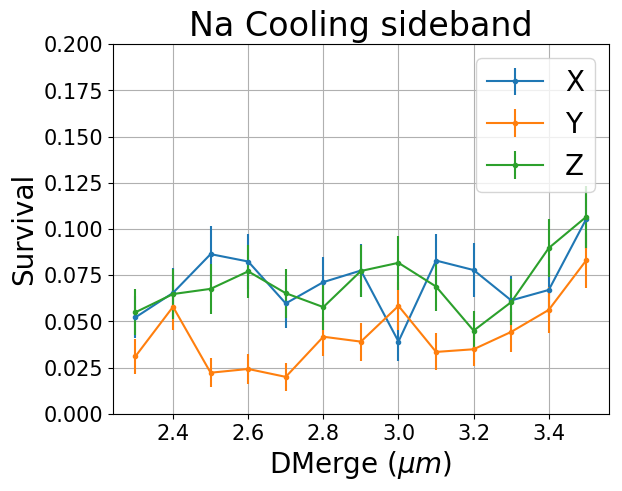 Na Cooling sideband
0.200
0.175
0.150
0.125
0.100
0.075
0.050
0.025
0.000
Survival
X
Y
Z
2.4 2.6 2.8 3.0 3.2 3.4
DMerge (μm)